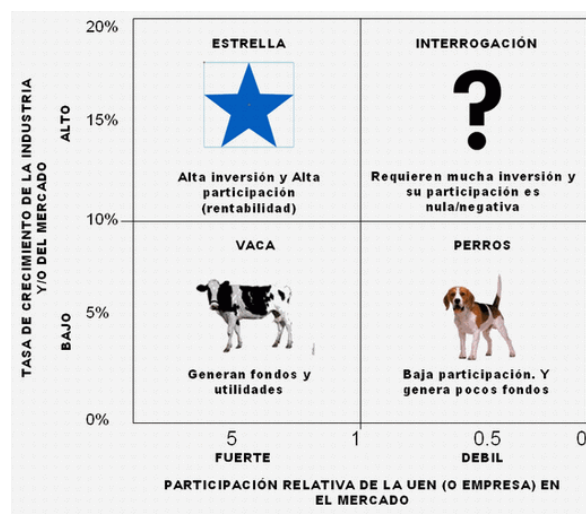 20%
ESTRELLA
INTERROGACIÓN
?
15%
Alta inversión y Alta
participación
(rentabilidad)
Requieren mucha inversión y
su participación es
nula/negativa
TASA DE CRECIMIENTO DE LA INDUSTRIA
Y/O DEL MERCADO
ALTO
BAJO
10%
VACA
PERROS
5%
Generan fondos y
utilidades
Baja participación. Y
genera pocos fondos
0%
5
1
0.5
0
FUERTE
DEBIL
PARTICIPACIÓN RELATIVA DE LA UEN (O EMPRESA) EN
EL MERCADO